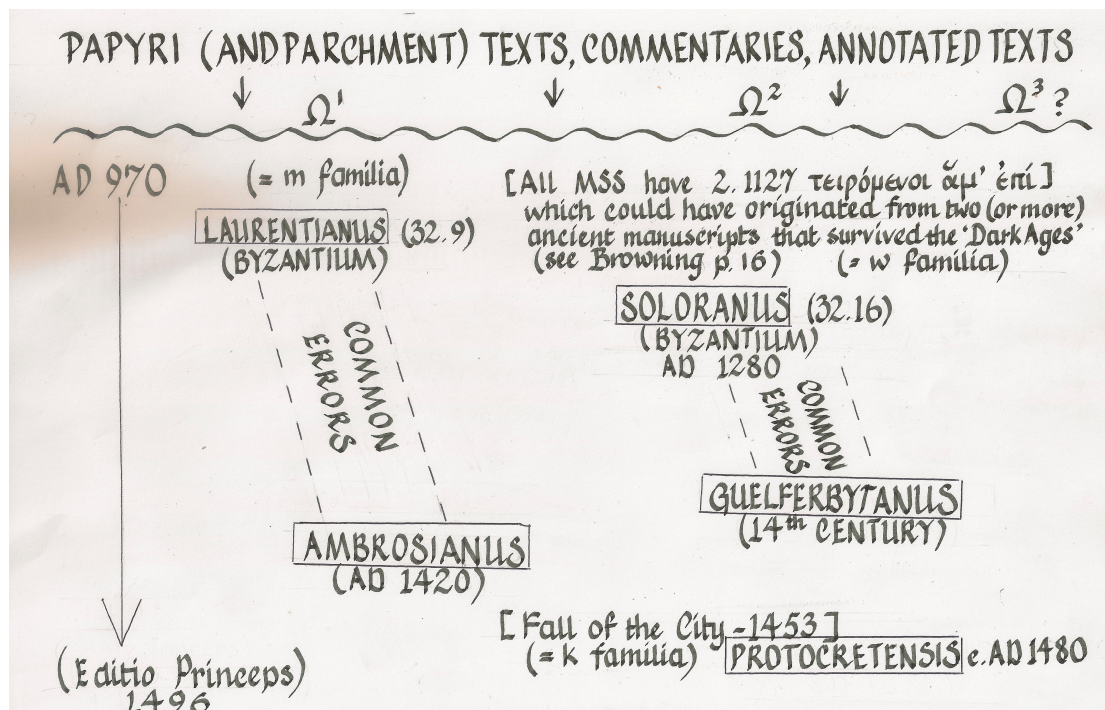 PAPYRI (AND PARCHMENT) TEXTS, COMMENTARIES, ANNOTATED TEXTS
↓ ↓ ↓
Ω¹ Ω² Ω³ ?
AD 970
(= m familia)
LAURENTIANUS (32.9)
(BYZANTIUM)
[All MSS have 2.1127 τειρόμενοι ἅμ' ἐπί]
which could have originated from two (or more)
ancient manuscripts that survived the 'Dark Ages'
(see Browning p.16) (= w familia)
SOLORANUS (32.16)
(BYZANTIUM)
AD 1280
COMMON
ERRORS
COMMON
ERRORS
GUELFERBYTANUS
(14th CENTURY)
AMBROSIANUS
(AD 1420)
[Fall of the City - 1453]
(= k familia) PROTOCRETENSIS c. AD 1480
(Editio Princeps)
1496